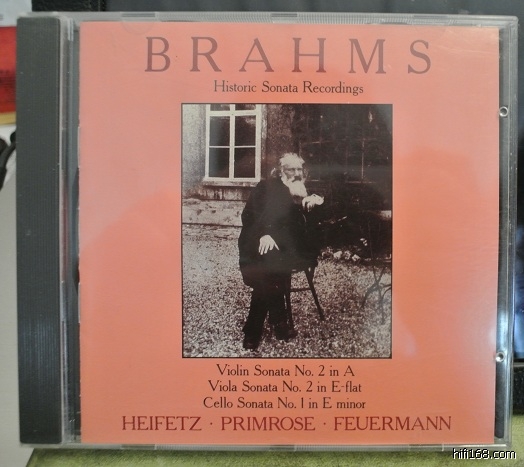 BRAHMS
Historic Sonata Recordings
Violin Sonata No. 2 in A
Viola Sonata No. 2 in E-flat
Cello Sonata No. 1 in E minor
HEIFETZ · PRIMROSE · FEUERMANN
hifi168.com